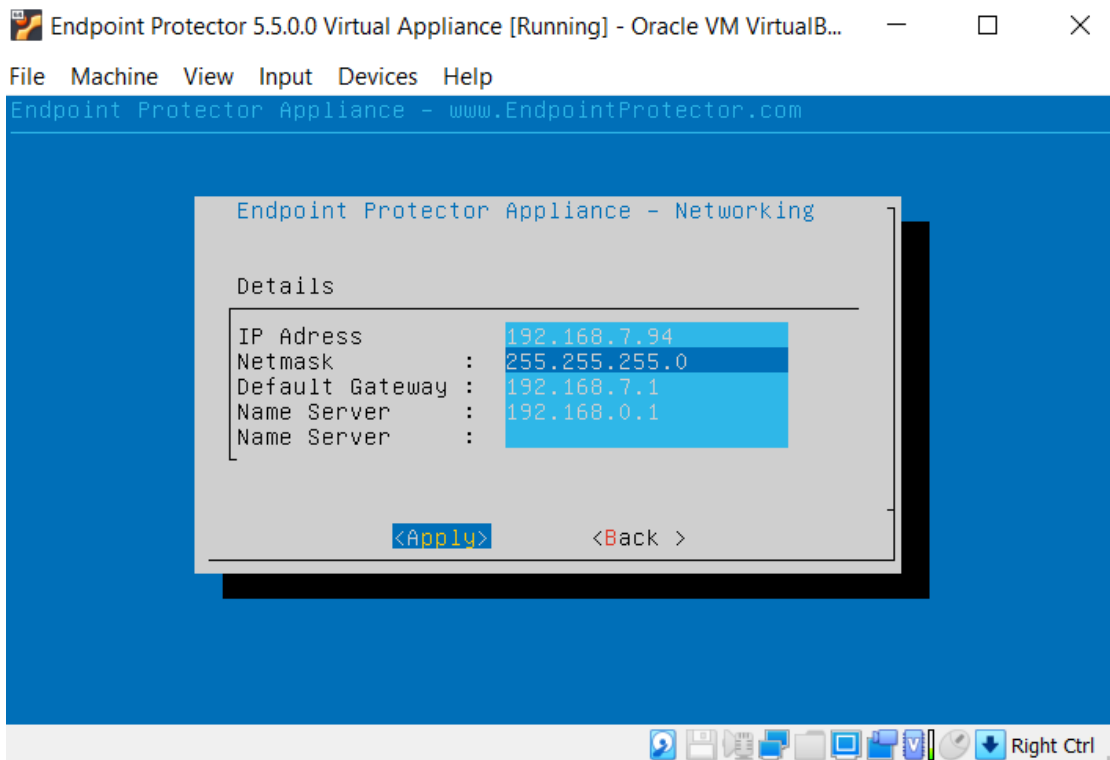 Endpoint Protector 5.5.0.0 Virtual Appliance [Running] - Oracle VM VirtualB...
File Machine View Input Devices Help
Endpoint Protector Appliance - www.EndpointProtector.com
Endpoint Protector Appliance - Networking
Details
IP Adress 192.168.7.94
Netmask : 255.255.255.0
Default Gateway : 192.168.7.1
Name Server : 192.168.0.1
Name Server :
<Apply> <Back >
Right Ctrl